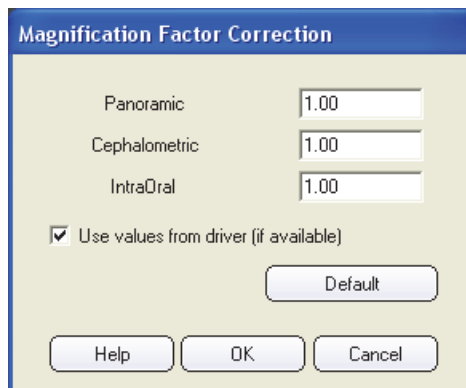 Magnification Factor Correction
Panoramic 1.00
Cephalometric 1.00
IntraOral 1.00
Use values from driver (if available)
Default
Help OK Cancel